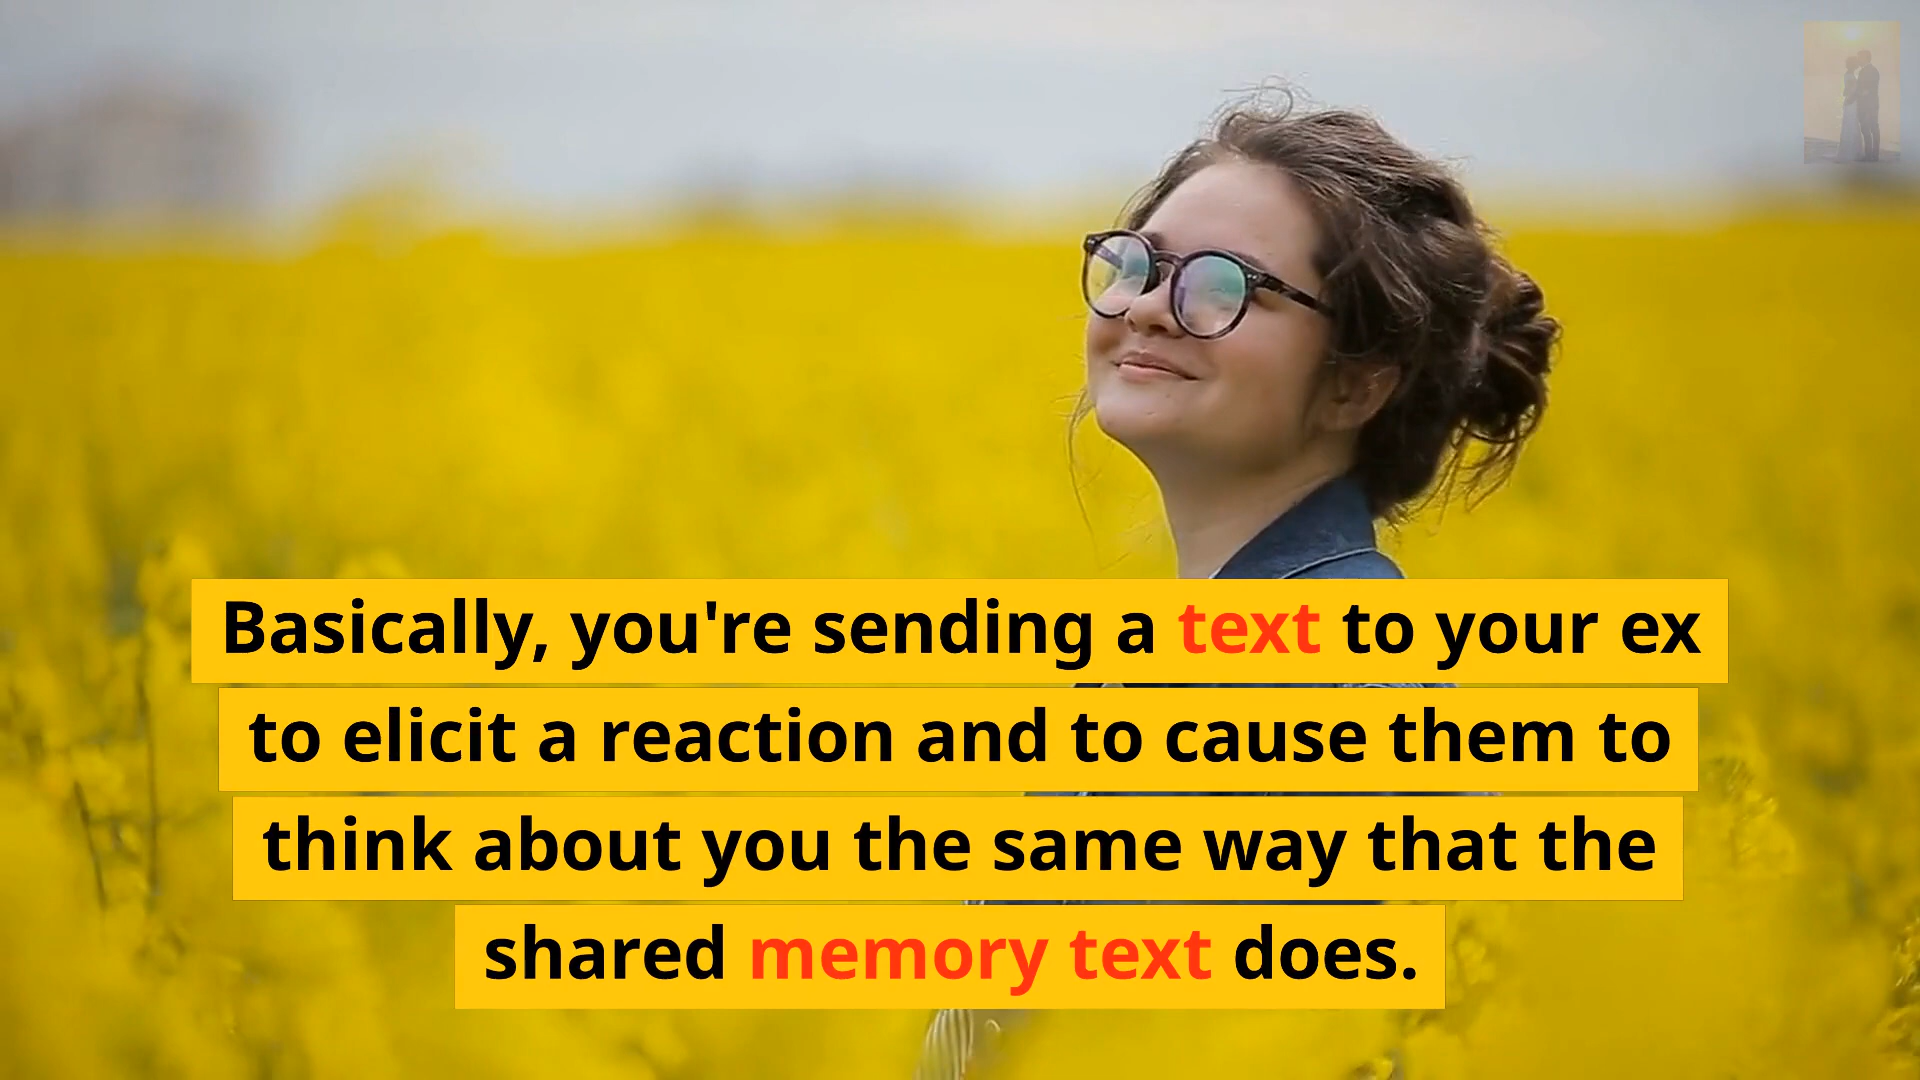 Basically, you're sending a text to your ex
to elicit a reaction and to cause them to
think about you the same way that the
shared memory text does.